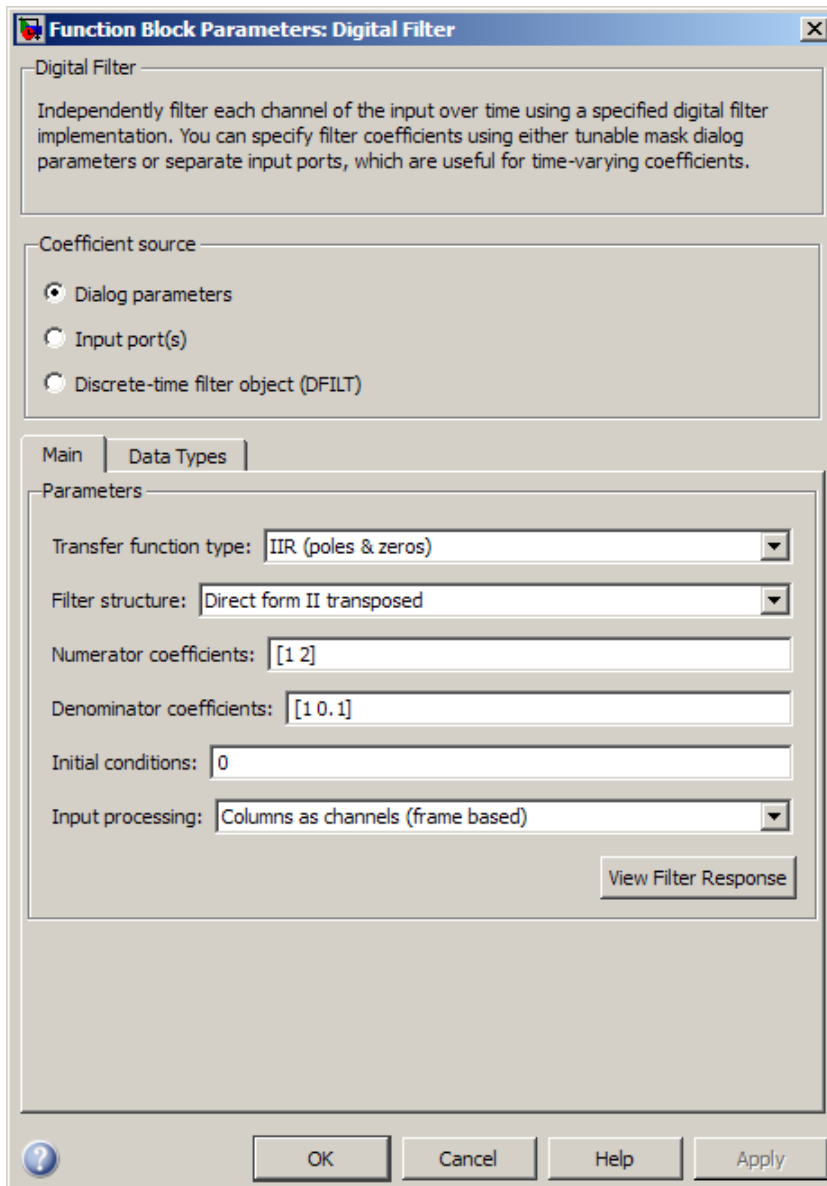 Function Block Parameters: Digital Filter
Digital Filter
Independently filter each channel of the input over time using a specified digital filter
implementation. You can specify filter coefficients using either tunable mask dialog
parameters or separate input ports, which are useful for time-varying coefficients.
Coefficient source
Dialog parameters
Input port(s)
Discrete-time filter object (DFILT)
Main Data Types
Parameters
Transfer function type: IIR (poles & zeros)
Filter structure: Direct form II transposed
Numerator coefficients: [1 2]
Denominator coefficients: [1 0.1]
Initial conditions: 0
Input processing: Columns as channels (frame based)
View Filter Response
? OK Cancel Help Apply